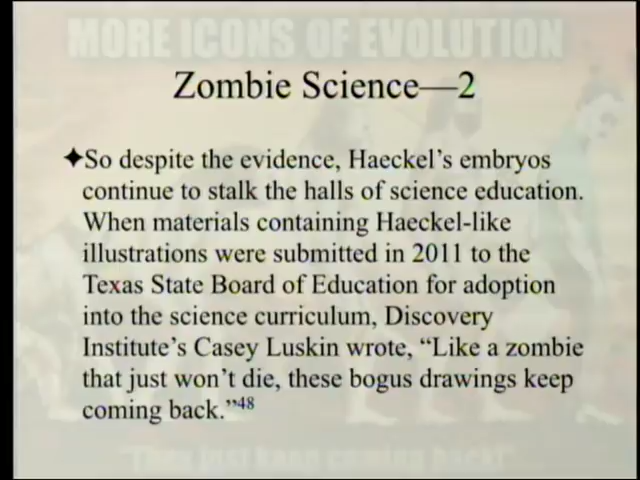 MORE ICONS OF EVOLUTION
Zombie Science—2
✦So despite the evidence, Haeckel's embryos
continue to stalk the halls of science education.
When materials containing Haeckel-like
illustrations were submitted in 2011 to the
Texas State Board of Education for adoption
into the science curriculum, Discovery
Institute's Casey Luskin wrote, “Like a zombie
that just won't die, these bogus drawings keep
coming back.”48
"They just keep coming back!"